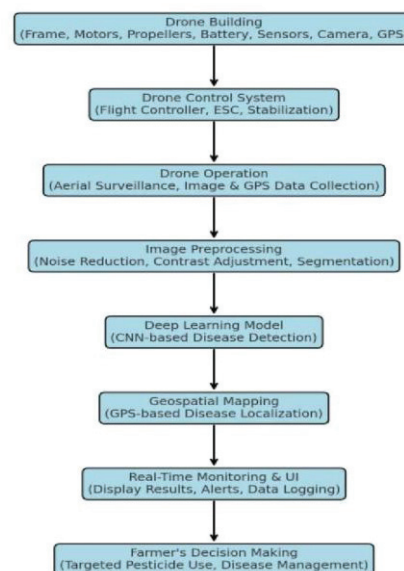 Drone Building
(Frame, Motors, Propellers, Battery, Sensors, Camera, GPS
Drone Control System
(Flight Controller, ESC, Stabilization)
Drone Operation
(Aerial Surveillance, Image & GPS Data Collection)
Image Preprocessing
(Noise Reduction, Contrast Adjustment, Segmentation)
Deep Learning Model
(CNN-based Disease Detection)
Geospatial Mapping
(GPS-based Disease Localization)
Real-Time Monitoring & UI
(Display Results, Alerts, Data Logging)
Farmer's Decision Making
(Targeted Pesticide Use, Disease Management)